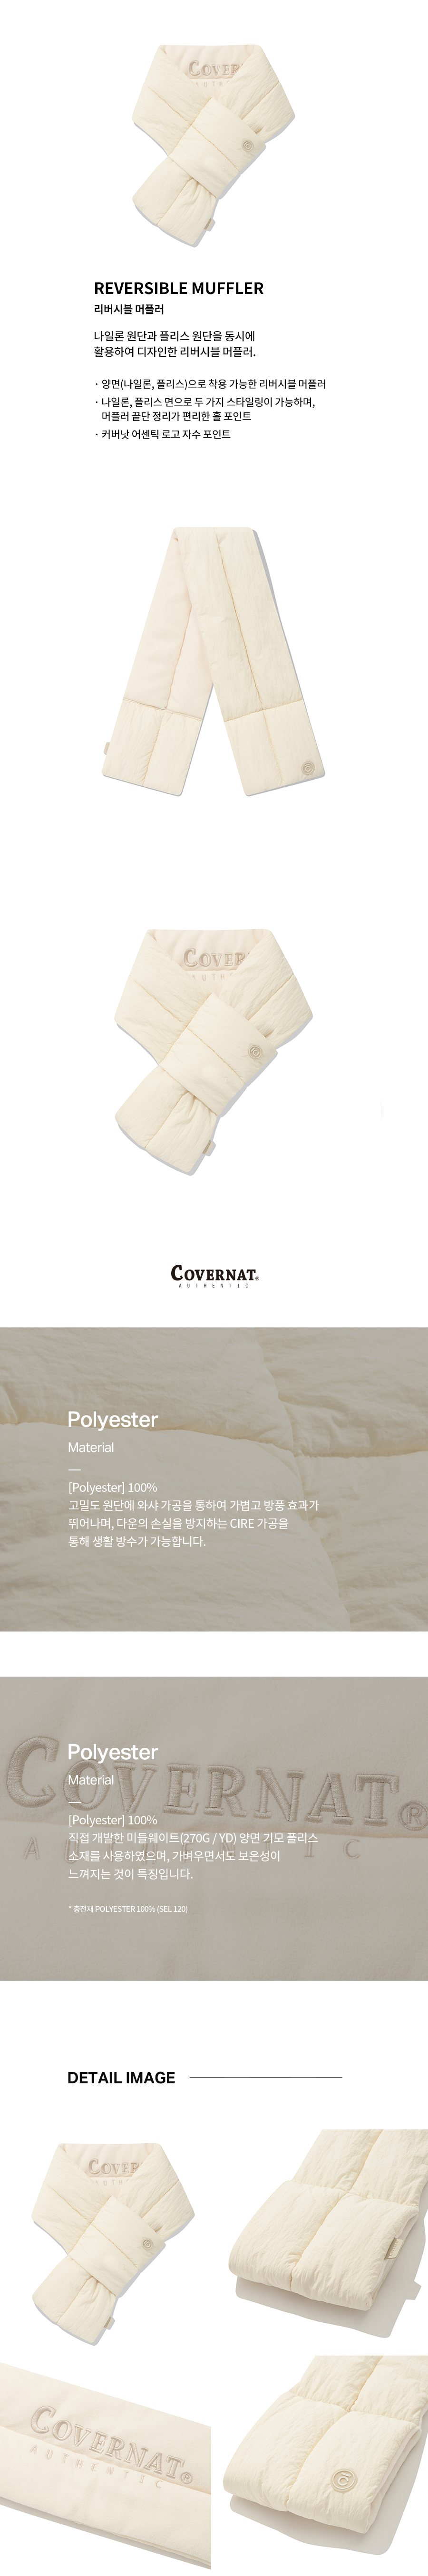 COVER
REVERSIBLE MUFFLER
리버시블 머플러
나일론 원단과 플리스 원단을 동시에
활용하여 디자인한 리버시블 머플러.
· 양면(나일론, 플리스)으로 착용 가능한 리버시블 머플러
· 나일론, 플리스 면으로 두 가지 스타일링이 가능하며,
머플러 끝단 정리가 편리한 홀 포인트
· 커버낫 어센틱 로고 자수 포인트
COVER
AUTHE
COVERNAT®
AUTHENTIC
Polyester
Material
[Polyester] 100%
고밀도 원단에 와샤 가공을 통하여 가볍고 방풍 효과가
뛰어나며, 다운의 손실을 방지하는 CIRE 가공을
통해 생활 방수가 가능합니다.
COVERNAT®
Polyester
Material
[Polyester] 100%
직접 개발한 미들웨이트(270G / YD) 양면 기모 플리스
소재를 사용하였으며, 가벼우면서도 보온성이
느껴지는 것이 특징입니다.
* 충전재 POLYESTER 100% (SEL 120)
DETAIL IMAGE
COVER
COVERNAT®
AUTHENTIC